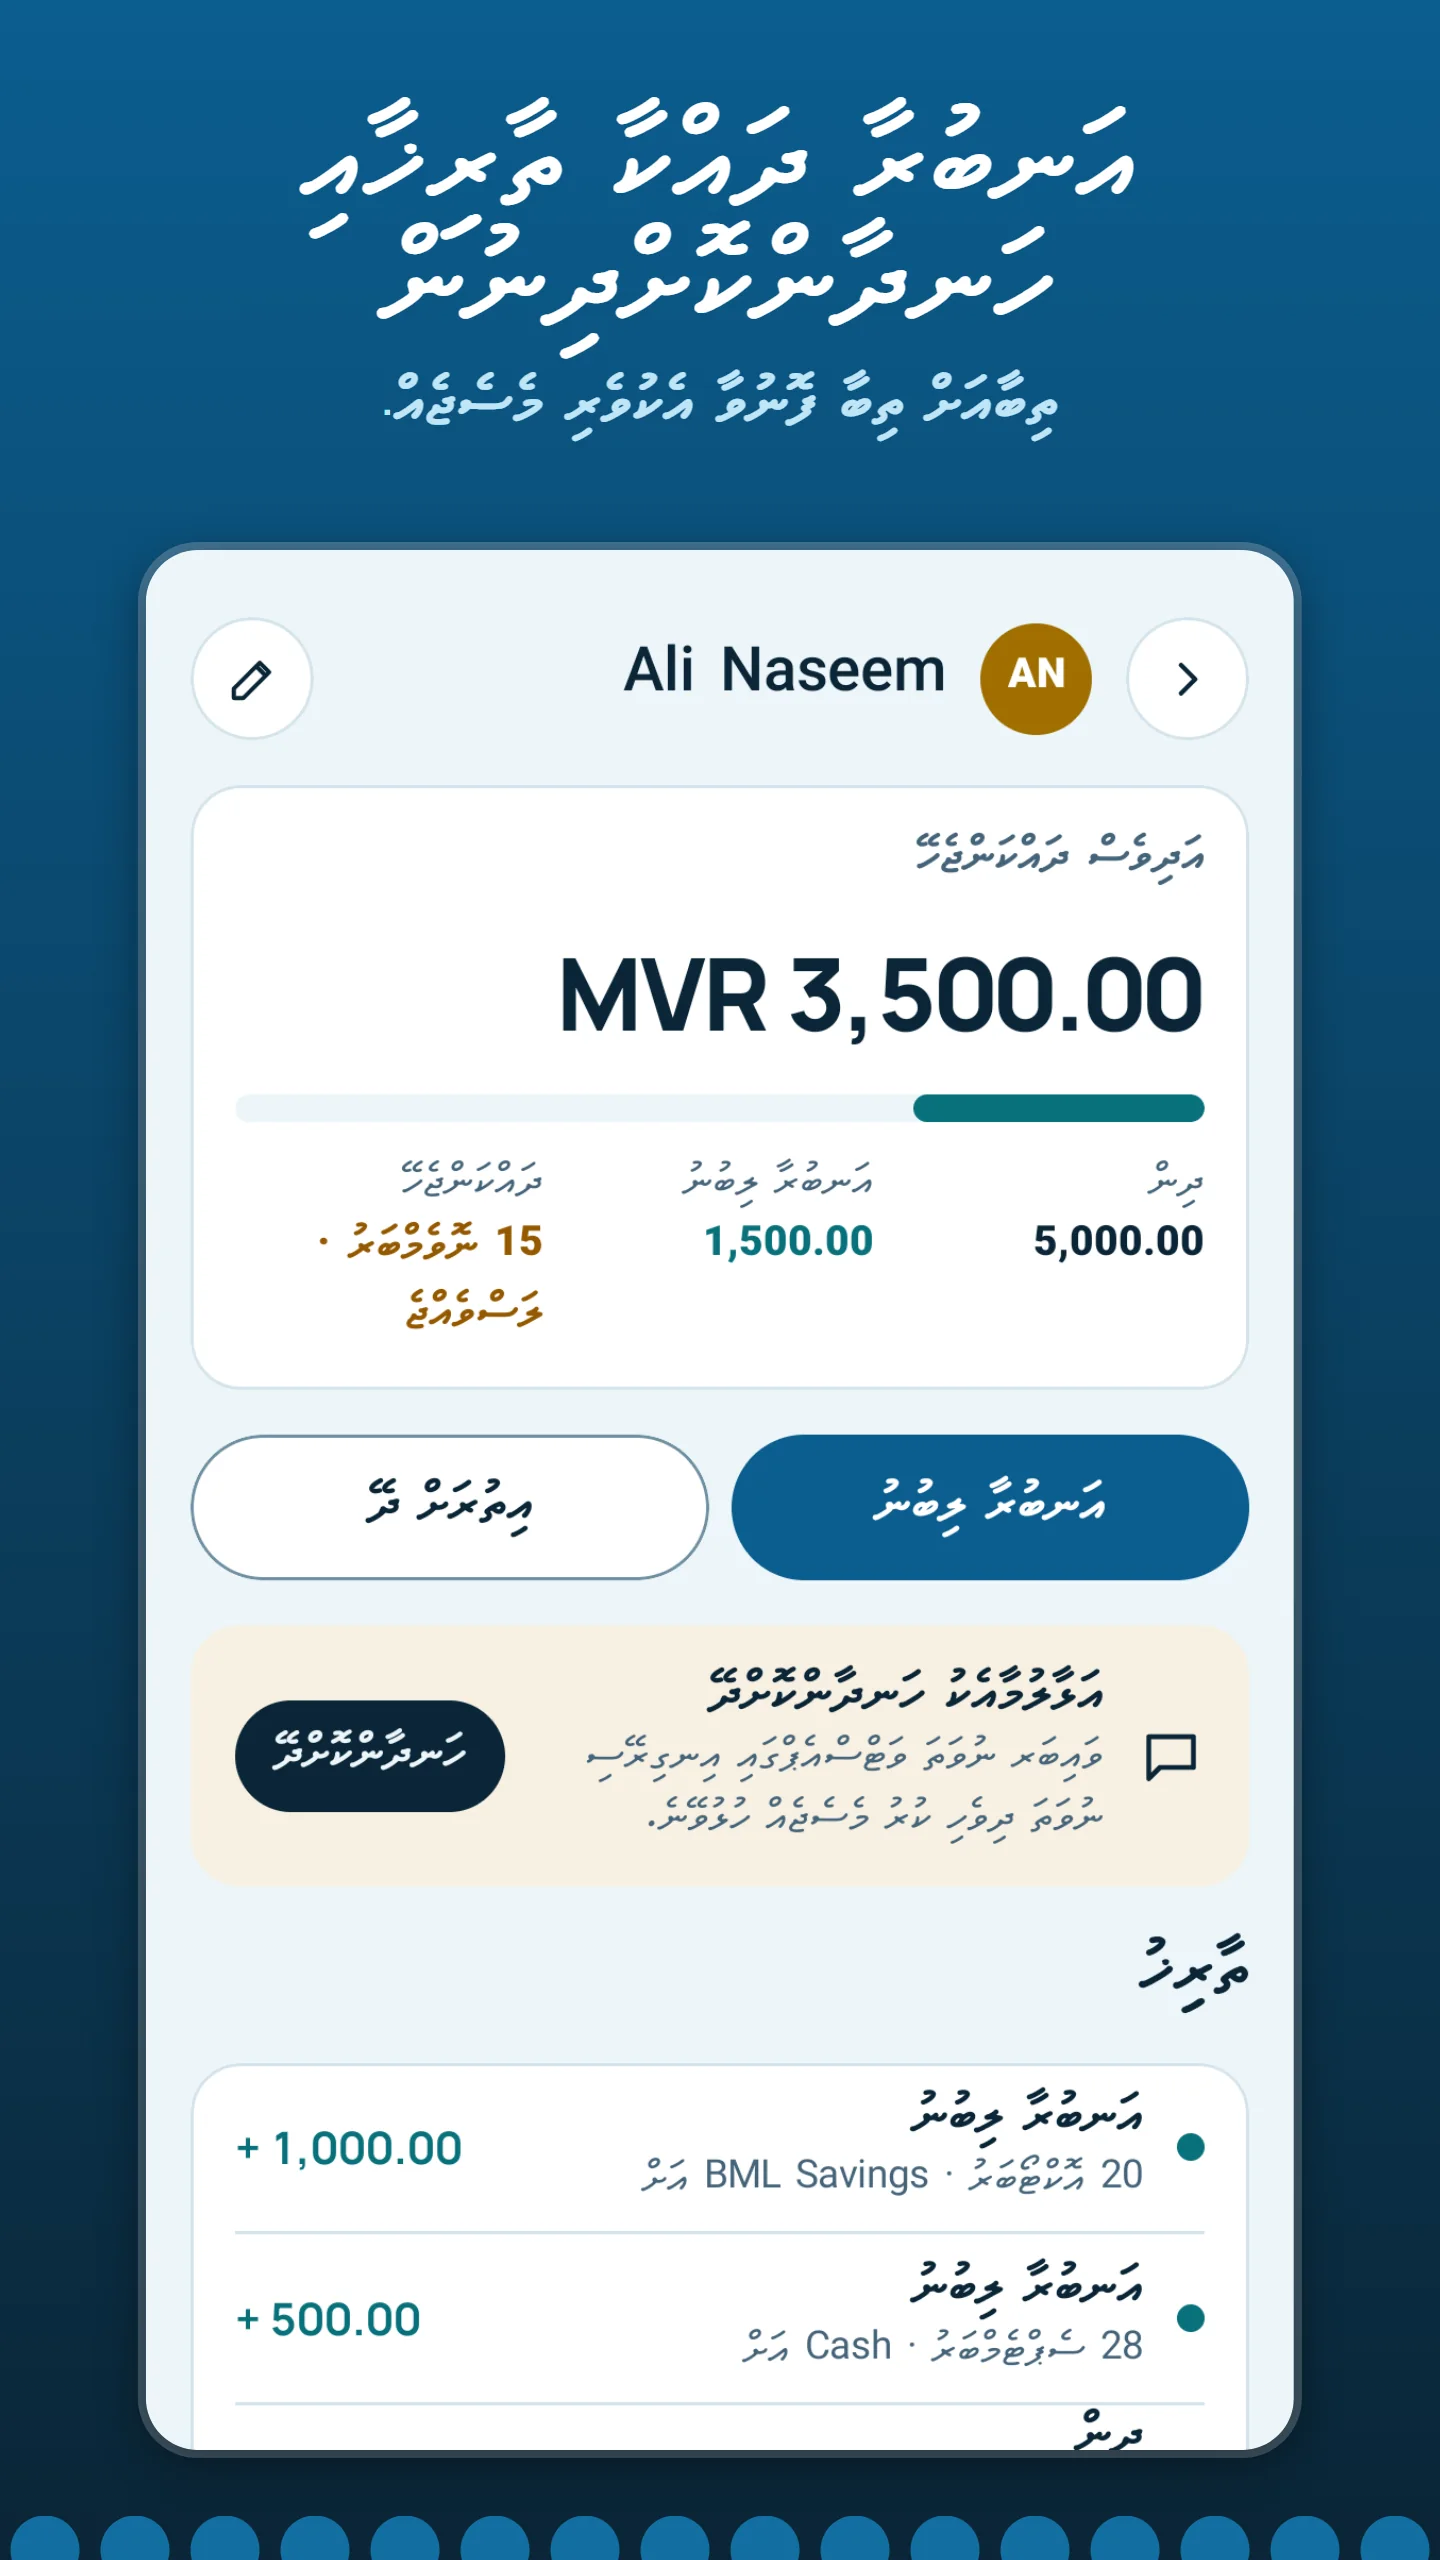 އަނބުރާ ދައްކާ ތާރީޚާއި
ހަނދާންކޮށްދިނުމަށް
ތިބާއަށް ތިބާ ފޮނުވާ އެކުވެރި މެސެޖެއް.
Ali Naseem
AN
އަދިވެސް ދައްކަންޖެހޭ
MVR 3,500.00
ދިން
އަނބުރާ ލިބުނު
ދައްކަންޖެހޭ
5,000.00
1,500.00
15 ނޮވެމްބަރު ·
ލަސްވެއްޖެ
އަނބުރާ ލިބުނު
އިތުރަށް ދޭ
އަޅާލުމާއެކު ހަނދާންކޮށްދޭ
ވައިބަރ ނުވަތަ ވަޓްސްއެޕްގައި އިނގިރޭސި
ނުވަތަ ދިވެހި ކުރު މެސެޖެއް ހުޅުވޭނެ.
ހަނދާންކޮށްދޭ
ތާރީޚު
އަނބުރާ ލިބުނު
20 އޮކްޓޯބަރު · BML Savings އަށް
+ 1,000.00
އަނބުރާ ލިބުނު
28 ސެޕްޓެމްބަރު · Cash އަށް
+ 500.00
ދިން